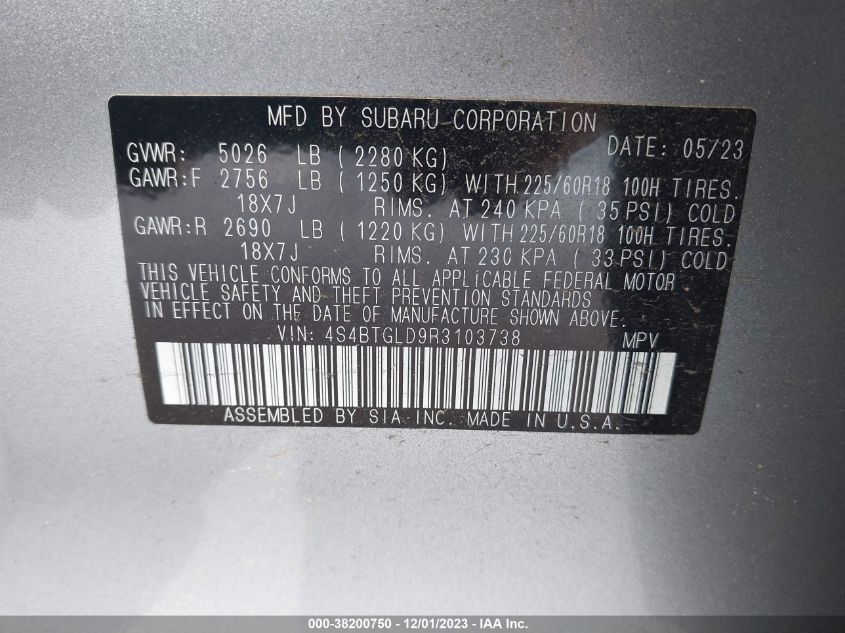 MFD BY SUBARU CORPORATION
DATE: 05/23
GVWR: 5026 LB ( 2280 KG)
GAWR:F 2756 LB ( 1250 KG) WITH 225/60R18 100H TIRES.
18X7J RIMS. AT 240 KPA ( 35 PSI) COLD
GAWR:R 2690 LB ( 1220 KG) WITH 225/60R18 100H TIRES.
18X7J RIMS. AT 230 KPA ( 33 PSI) COLD
THIS VEHICLE CONFORMS TO ALL APPLICABLE FEDERAL MOTOR
VEHICLE SAFETY AND THEFT PREVENTION STANDARDS
IN EFFECT ON THE DATE OF MANUFACTURE SHOWN ABOVE.
VIN: 4S4BTGLD9R3103738 MPV
ASSEMBLED BY SIA-INC. MADE IN U.S.A.
000-38200750 - 12/01/2023 - IAA Inc.